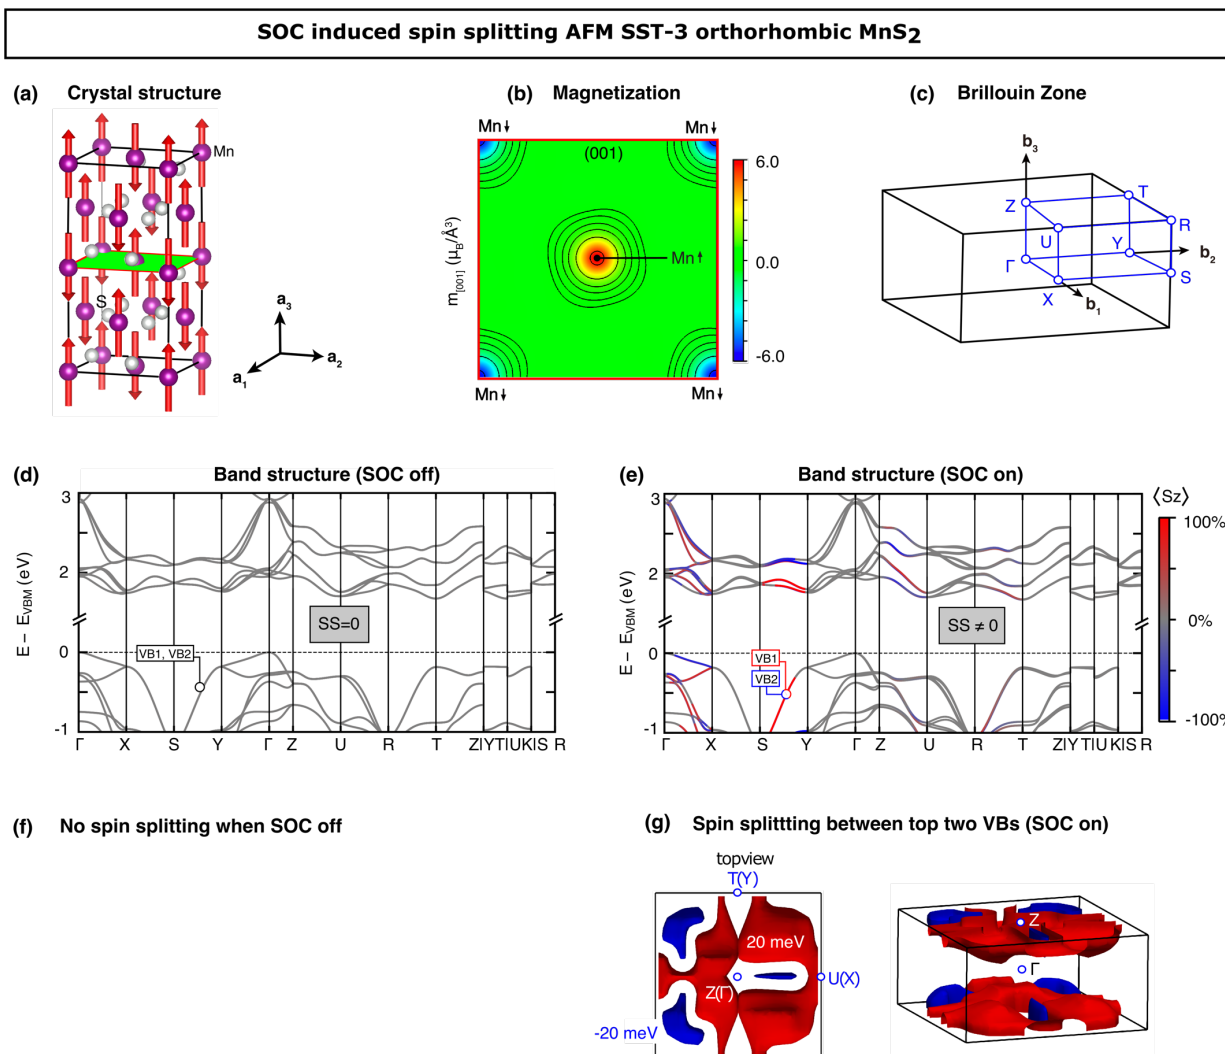 SOC induced spin splitting AFM SST-3 orthorhombic MnS2
(a) Crystal structure
Mn
S
a3
a2
a1
(b) Magnetization
Mn↓ Mn↓
(001)
Mn↑
Mn↓ Mn↓
m[001] (μB/Å³)
6.0
0.0
-6.0
(c) Brillouin Zone
b3
Z T
U Y R
Γ b2
X S
b1
(d) Band structure (SOC off)
E − EVBM (eV)
3
2
0
-1
SS=0
VB1, VB2
Γ X S Y Γ Z U R T Z|Y T|U K|S R
(e) Band structure (SOC on)
E − EVBM (eV)
3
2
0
-1
SS ≠ 0
VB1
VB2
Γ X S Y Γ Z U R T Z|Y T|U K|S R
⟨Sz⟩
100%
0%
-100%
(f) No spin splitting when SOC off
(g) Spin splittting between top two VBs (SOC on)
topview
T(Y)
20 meV
Z(Γ)
U(X)
-20 meV
Z
Γ